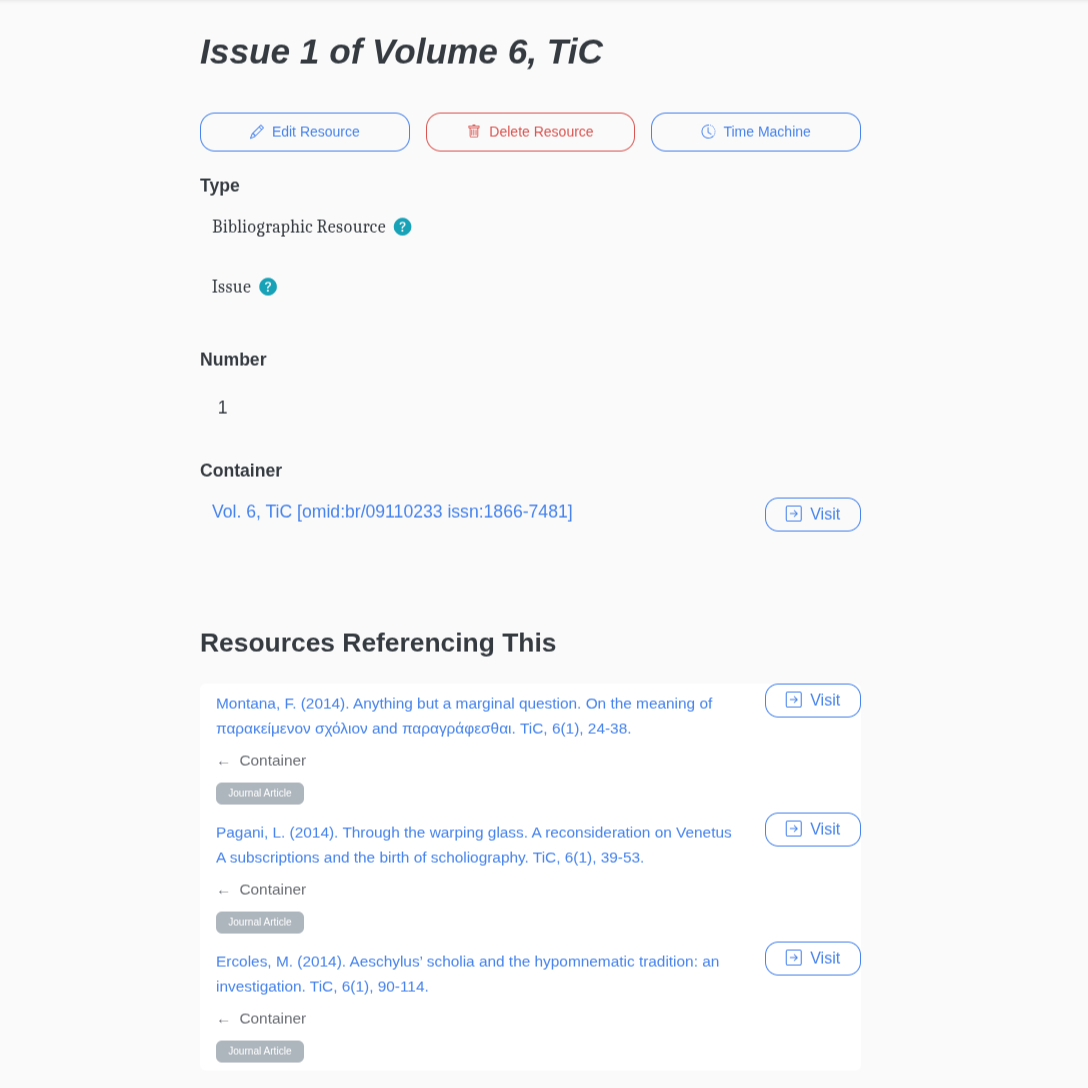 Issue 1 of Volume 6, TiC
Edit Resource
Delete Resource
Time Machine
Type
Bibliographic Resource ?
Issue ?
Number
1
Container
Vol. 6, TiC [omid:br/09110233 issn:1866-7481]
Visit
Resources Referencing This
Montana, F. (2014). Anything but a marginal question. On the meaning of
παρακείμενον σχόλιον and παραγράφεσθαι. TiC, 6(1), 24-38.
Visit
← Container
Journal Article
Pagani, L. (2014). Through the warping glass. A reconsideration on Venetus
A subscriptions and the birth of scholiography. TiC, 6(1), 39-53.
Visit
← Container
Journal Article
Ercoles, M. (2014). Aeschylus' scholia and the hypomnematic tradition: an
investigation. TiC, 6(1), 90-114.
Visit
← Container
Journal Article